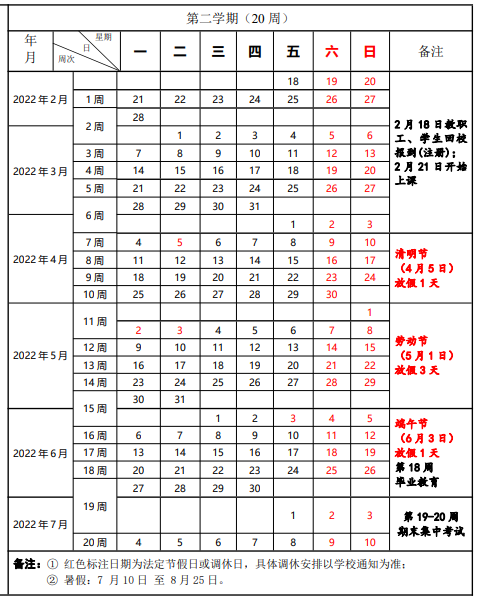 第二学期（20 周）
年 月 日 星期 周次 一 二 三 四 五 六 日 备注
2022 年 2 月 18 19 20
1 周 21 22 23 24 25 26 27
2 周 28
2022 年 3 月 1 2 3 4 5 6
3 周 7 8 9 10 11 12 13
4 周 14 15 16 17 18 19 20
5 周 21 22 23 24 25 26 27
6 周 28 29 30 31
2 月 18 日教职
工、学生回校
报到(注册)；
2 月 21 日开始
上课
2022 年 4 月 1 2 3
7 周 4 5 6 7 8 9 10
8 周 11 12 13 14 15 16 17
9 周 18 19 20 21 22 23 24
10 周 25 26 27 28 29 30
清明节
（4 月 5 日）
放假 1 天
2022 年 5 月 11 周 1
2 3 4 5 6 7 8
12 周 9 10 11 12 13 14 15
13 周 16 17 18 19 20 21 22
14 周 23 24 25 26 27 28 29
15 周 30 31
劳动节
（5 月 1 日）
放假 3 天
2022 年 6 月 1 2 3 4 5
16 周 6 7 8 9 10 11 12
17 周 13 14 15 16 17 18 19
18 周 20 21 22 23 24 25 26
19 周 27 28 29 30
端午节
（6 月 3 日）
放假 1 天
第 18 周
毕业教育
2022 年 7 月 1 2 3
20 周 4 5 6 7 8 9 10
第 19-20 周
期末集中考试
备注：① 红色标注日期为法定节假日或调休日，具体调休安排以学校通知为准；
② 暑假：7 月 10 日 至 8 月 25 日。